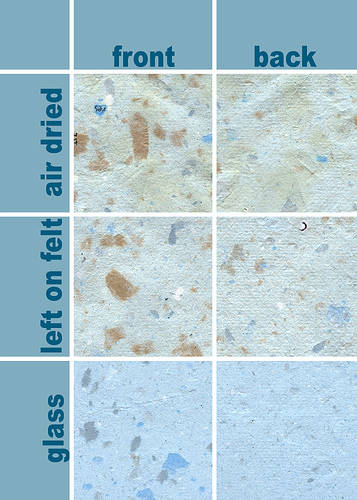 front back
air dried
left on felt
glass